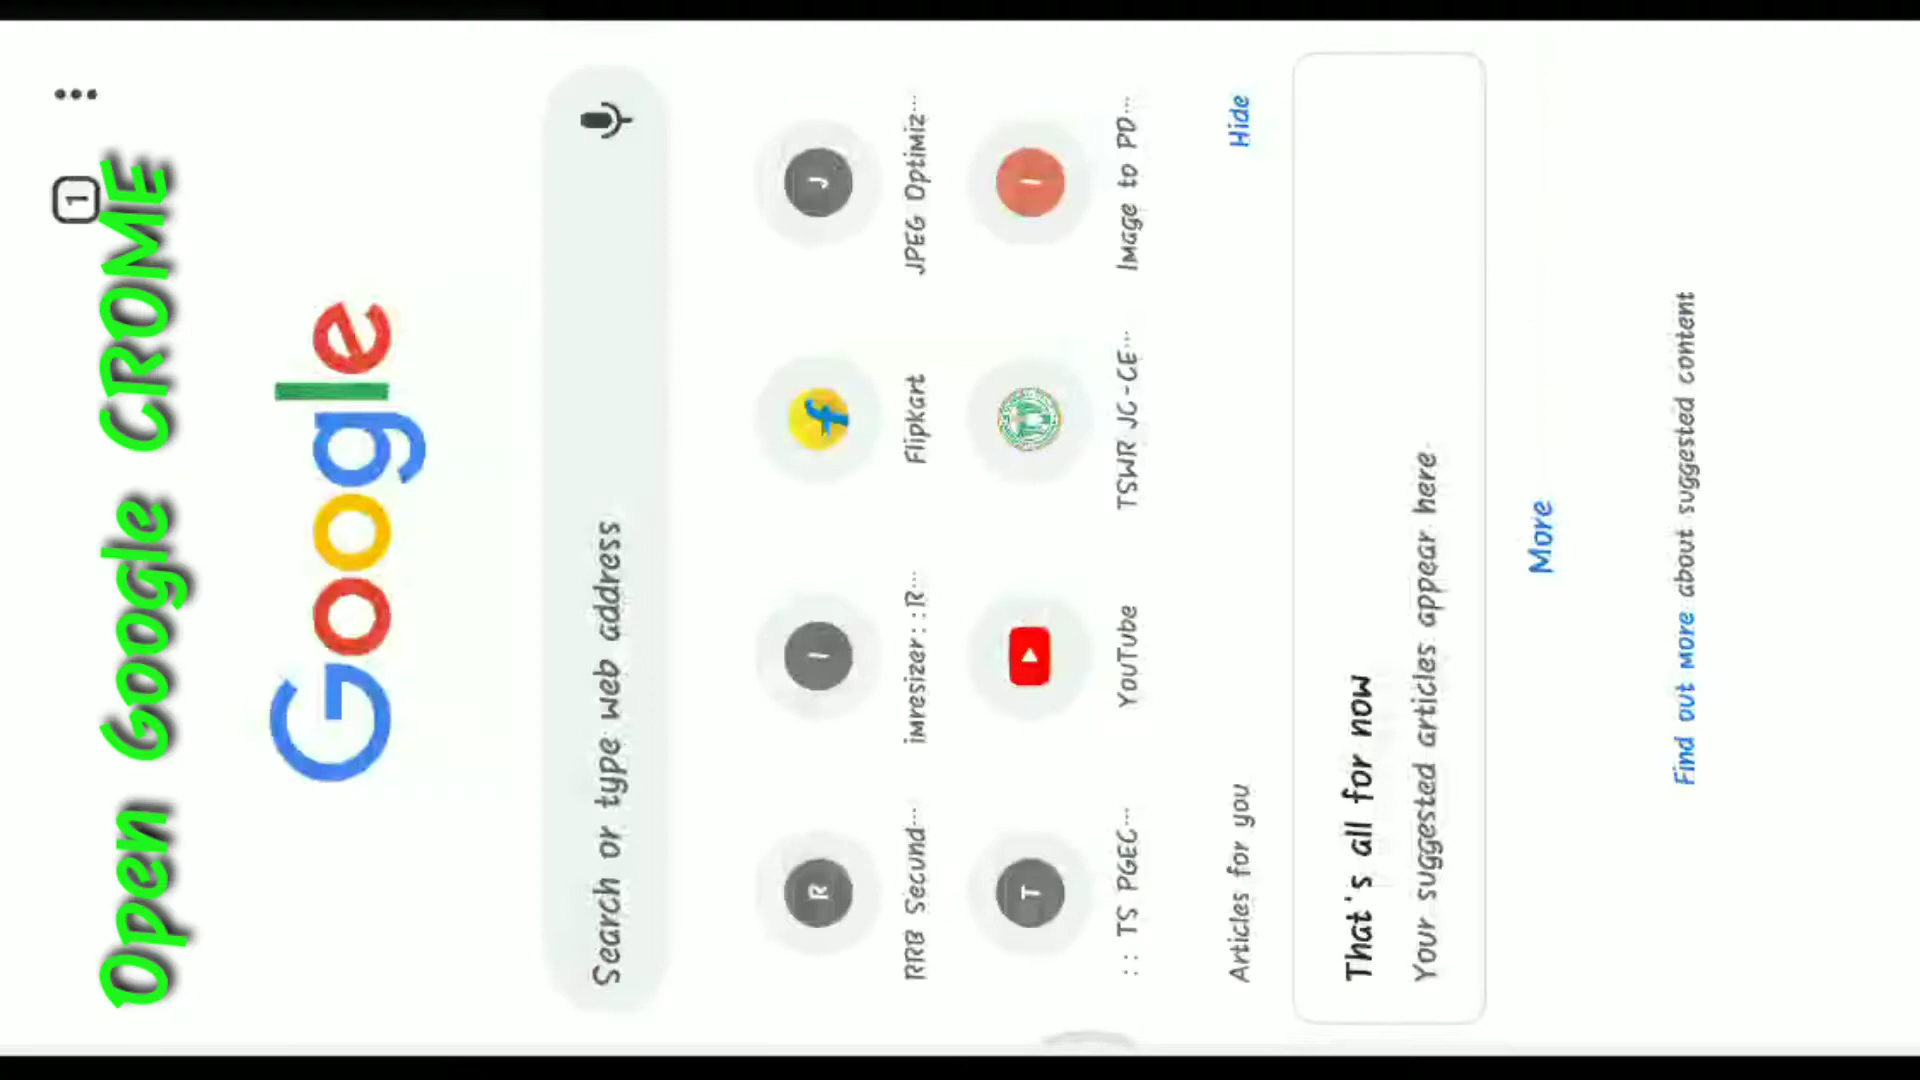 1
Open Google CROME
Google
Search or type web address
R
I
J
RRB Secund...
imresizer::R...
Flipkart
JPEG Optimiz...
T
I
:: TS PGEC...
YouTube
TSWR JC-CE...
Image to PD...
Articles for you
Hide
That's all for now
Your suggested articles appear here
More
Find out more about suggested content